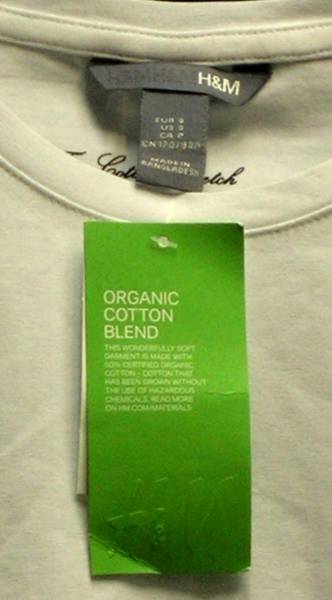 HAMHAMH&M
EUR S
US S
CA P
CN 170/92A
MADE IN
BANGLADESH
ORGANIC
COTTON
BLEND
THIS WONDERFULLY SOFT
GARMENT IS MADE WITH
50% CERTIFIED ORGANIC
COTTON – COTTON THAT
HAS BEEN GROWN WITHOUT
THE USE OF HAZARDOUS
CHEMICALS. READ MORE
ON HM.COM/MATERIALS